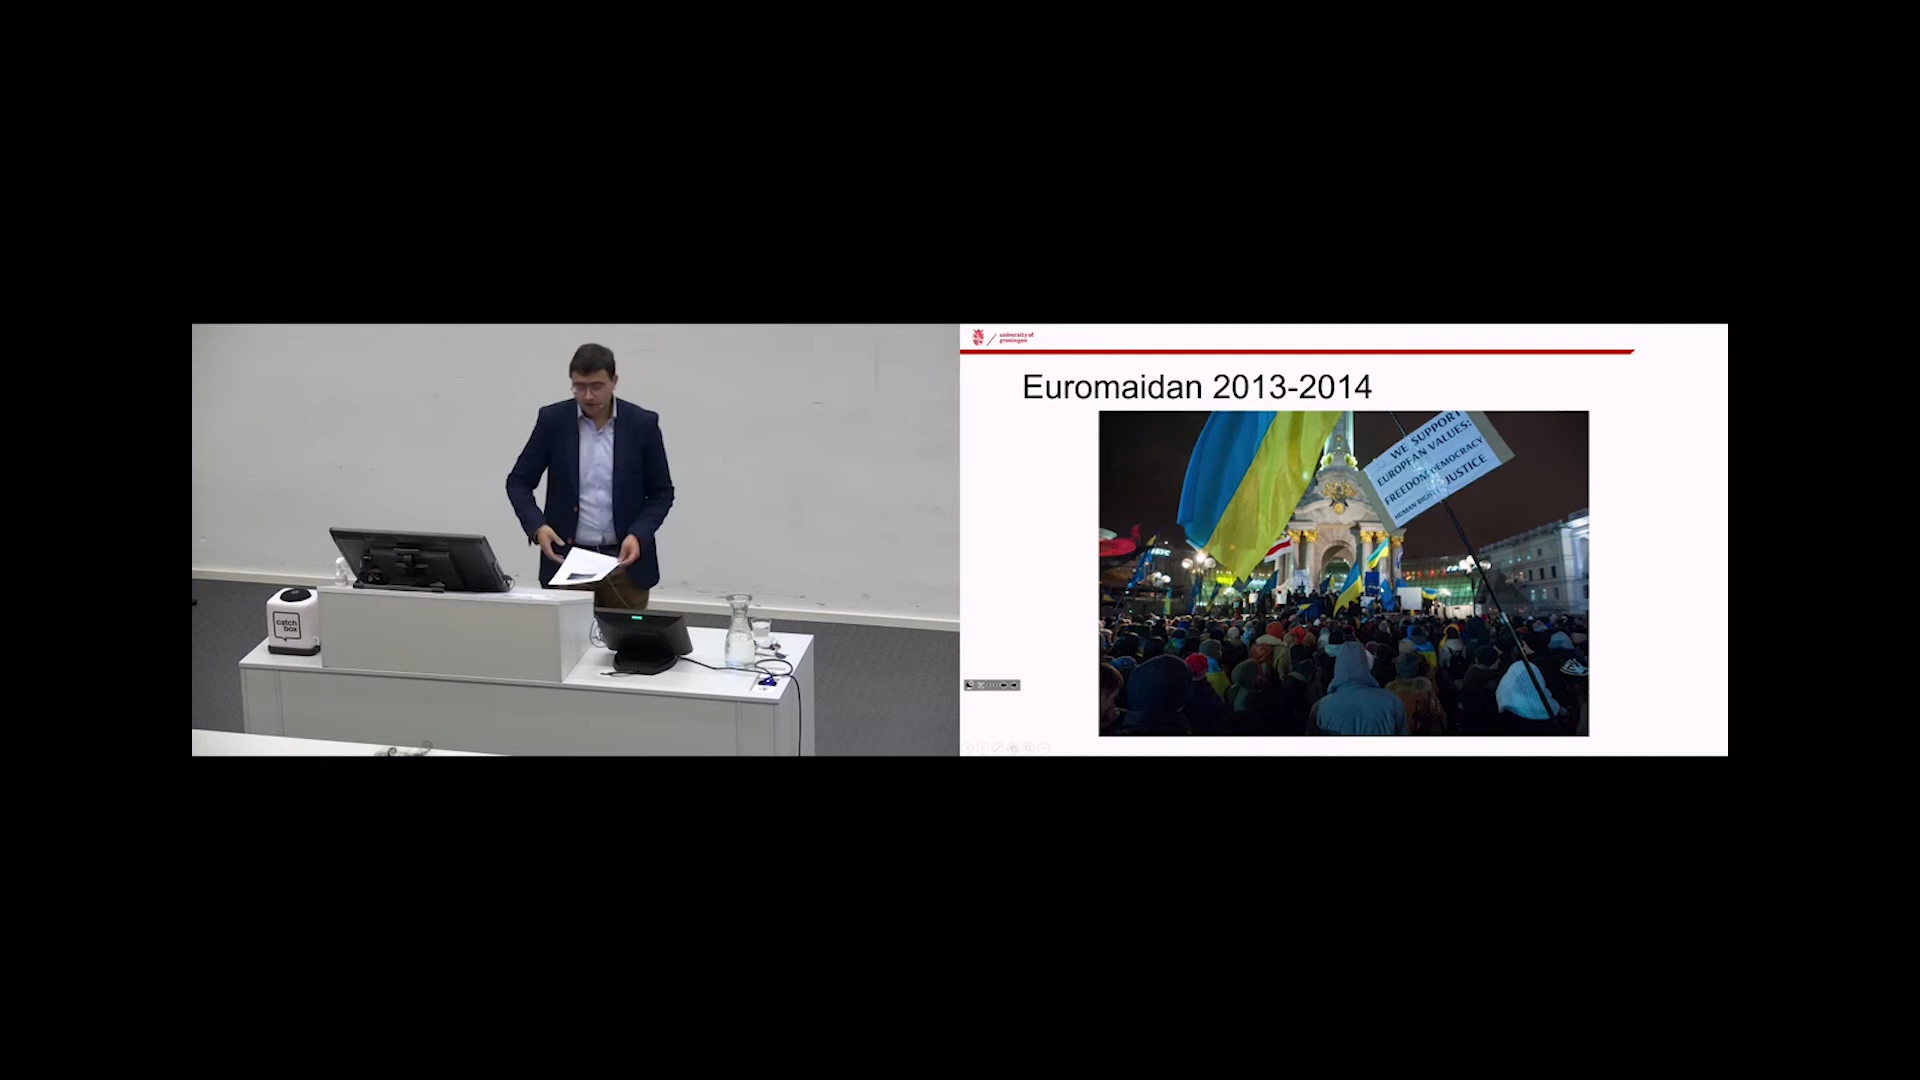 catch
box
university of
groningen
Euromaidan 2013-2014
WE SUPPORT
EUROPEAN VALUES:
FREEDOM DEMOCRACY
HUMAN RIGHTS JUSTICE